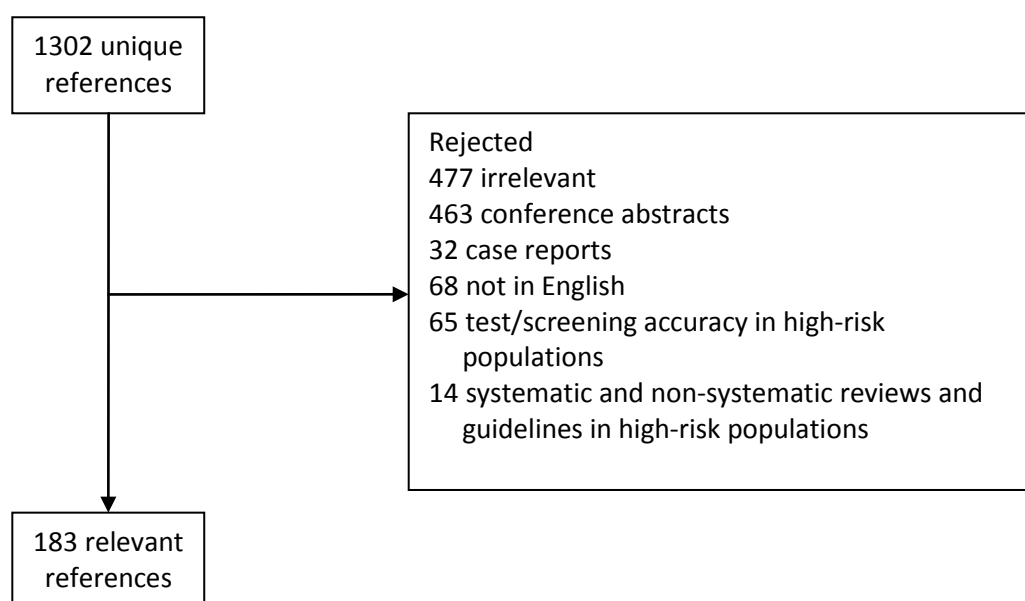 1302 unique
references
Rejected
477 irrelevant
463 conference abstracts
32 case reports
68 not in English
65 test/screening accuracy in high-risk
populations
14 systematic and non-systematic reviews and
guidelines in high-risk populations
183 relevant
references